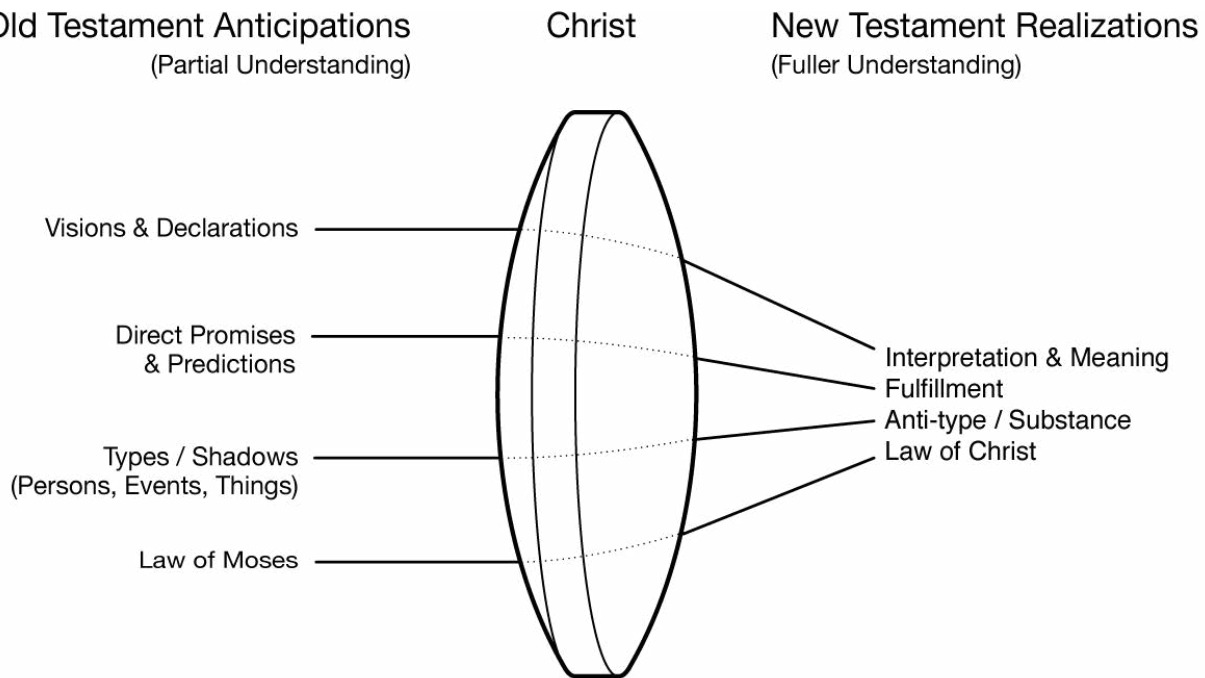 Old Testament Anticipations
(Partial Understanding)
Christ
New Testament Realizations
(Fuller Understanding)
Visions & Declarations
Direct Promises
& Predictions
Types / Shadows
(Persons, Events, Things)
Law of Moses
Interpretation & Meaning
Fulfillment
Anti-type / Substance
Law of Christ